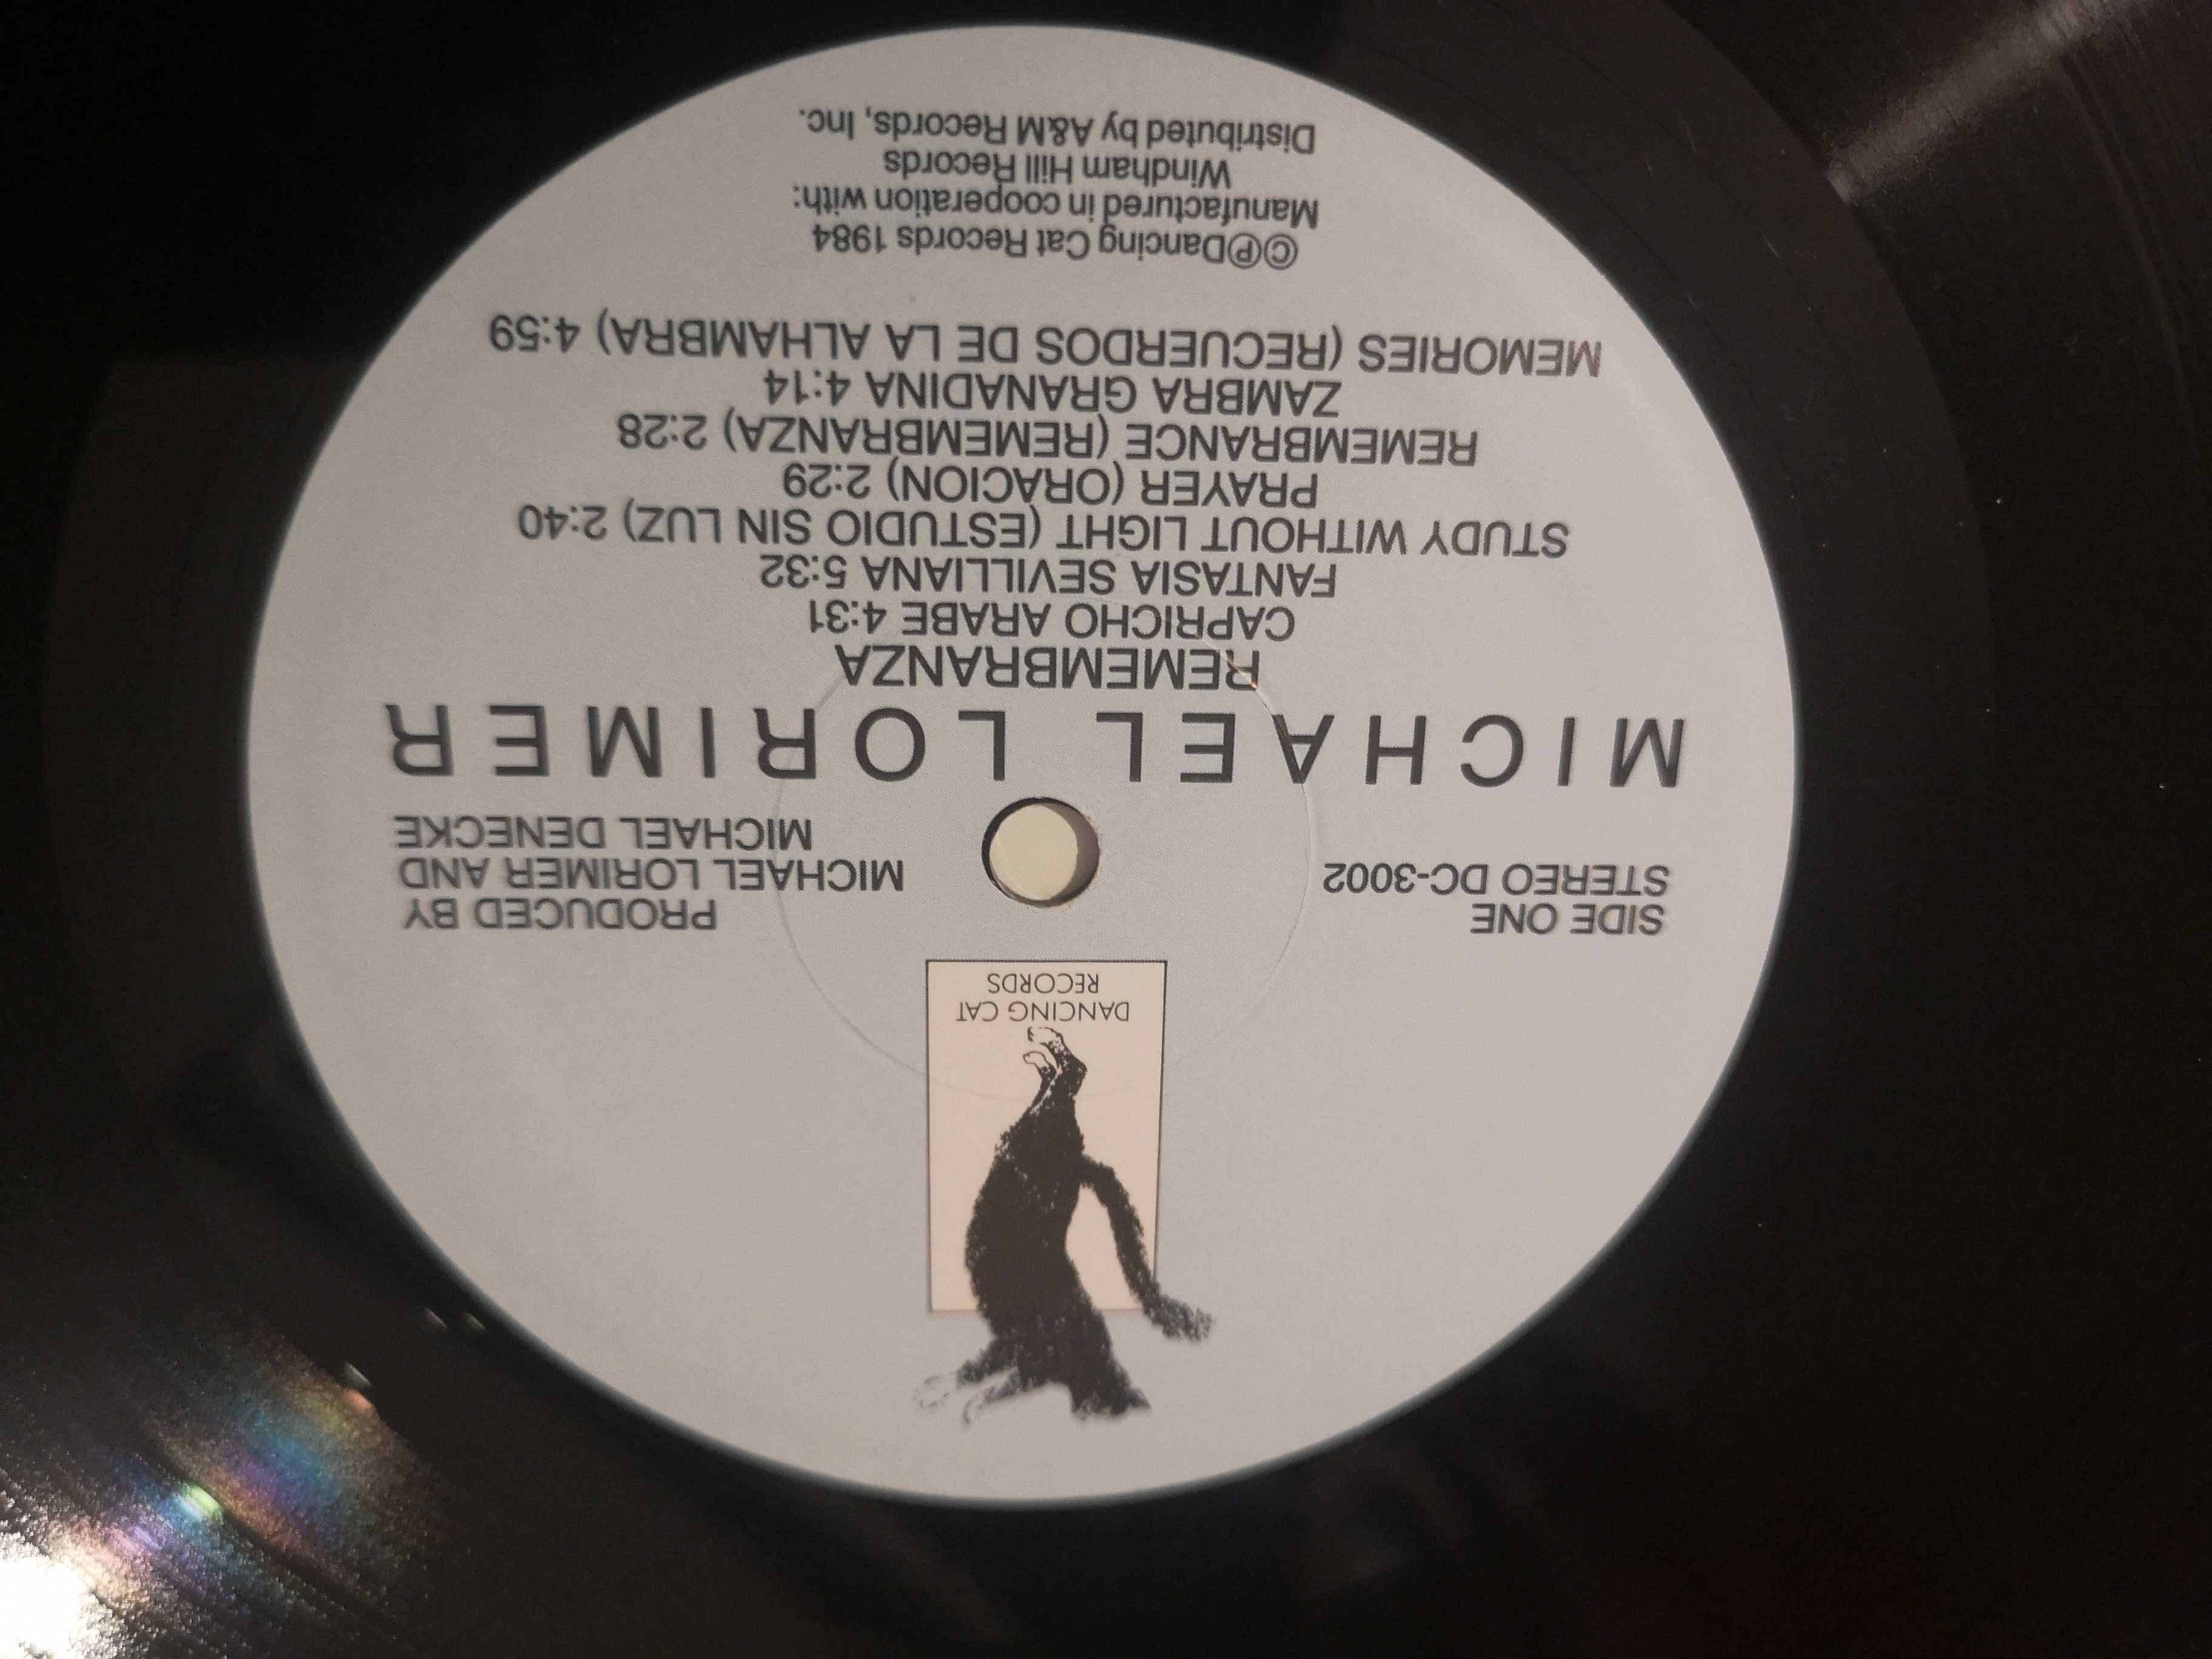 DANCING CAT
RECORDS
SIDE ONE
STEREO DC-3002
PRODUCED BY
MICHAEL LORIMER AND
MICHAEL DENECKE
MICHAEL LORIMER
REMEMBRANZA
CAPRICHO ARABE 4:31
FANTASIA SEVILLIANA 5:32
STUDY WITHOUT LIGHT (ESTUDIO SIN LUZ) 2:40
PRAYER (ORACION) 2:29
REMEMBRANCE (REMEMBRANZA) 2:28
ZAMBRA GRANADINA 4:14
MEMORIES (RECUERDOS DE LA ALHAMBRA) 4:59
©℗Dancing Cat Records 1984
Manufactured in cooperation with:
Windham Hill Records
Distributed by A&M Records, Inc.